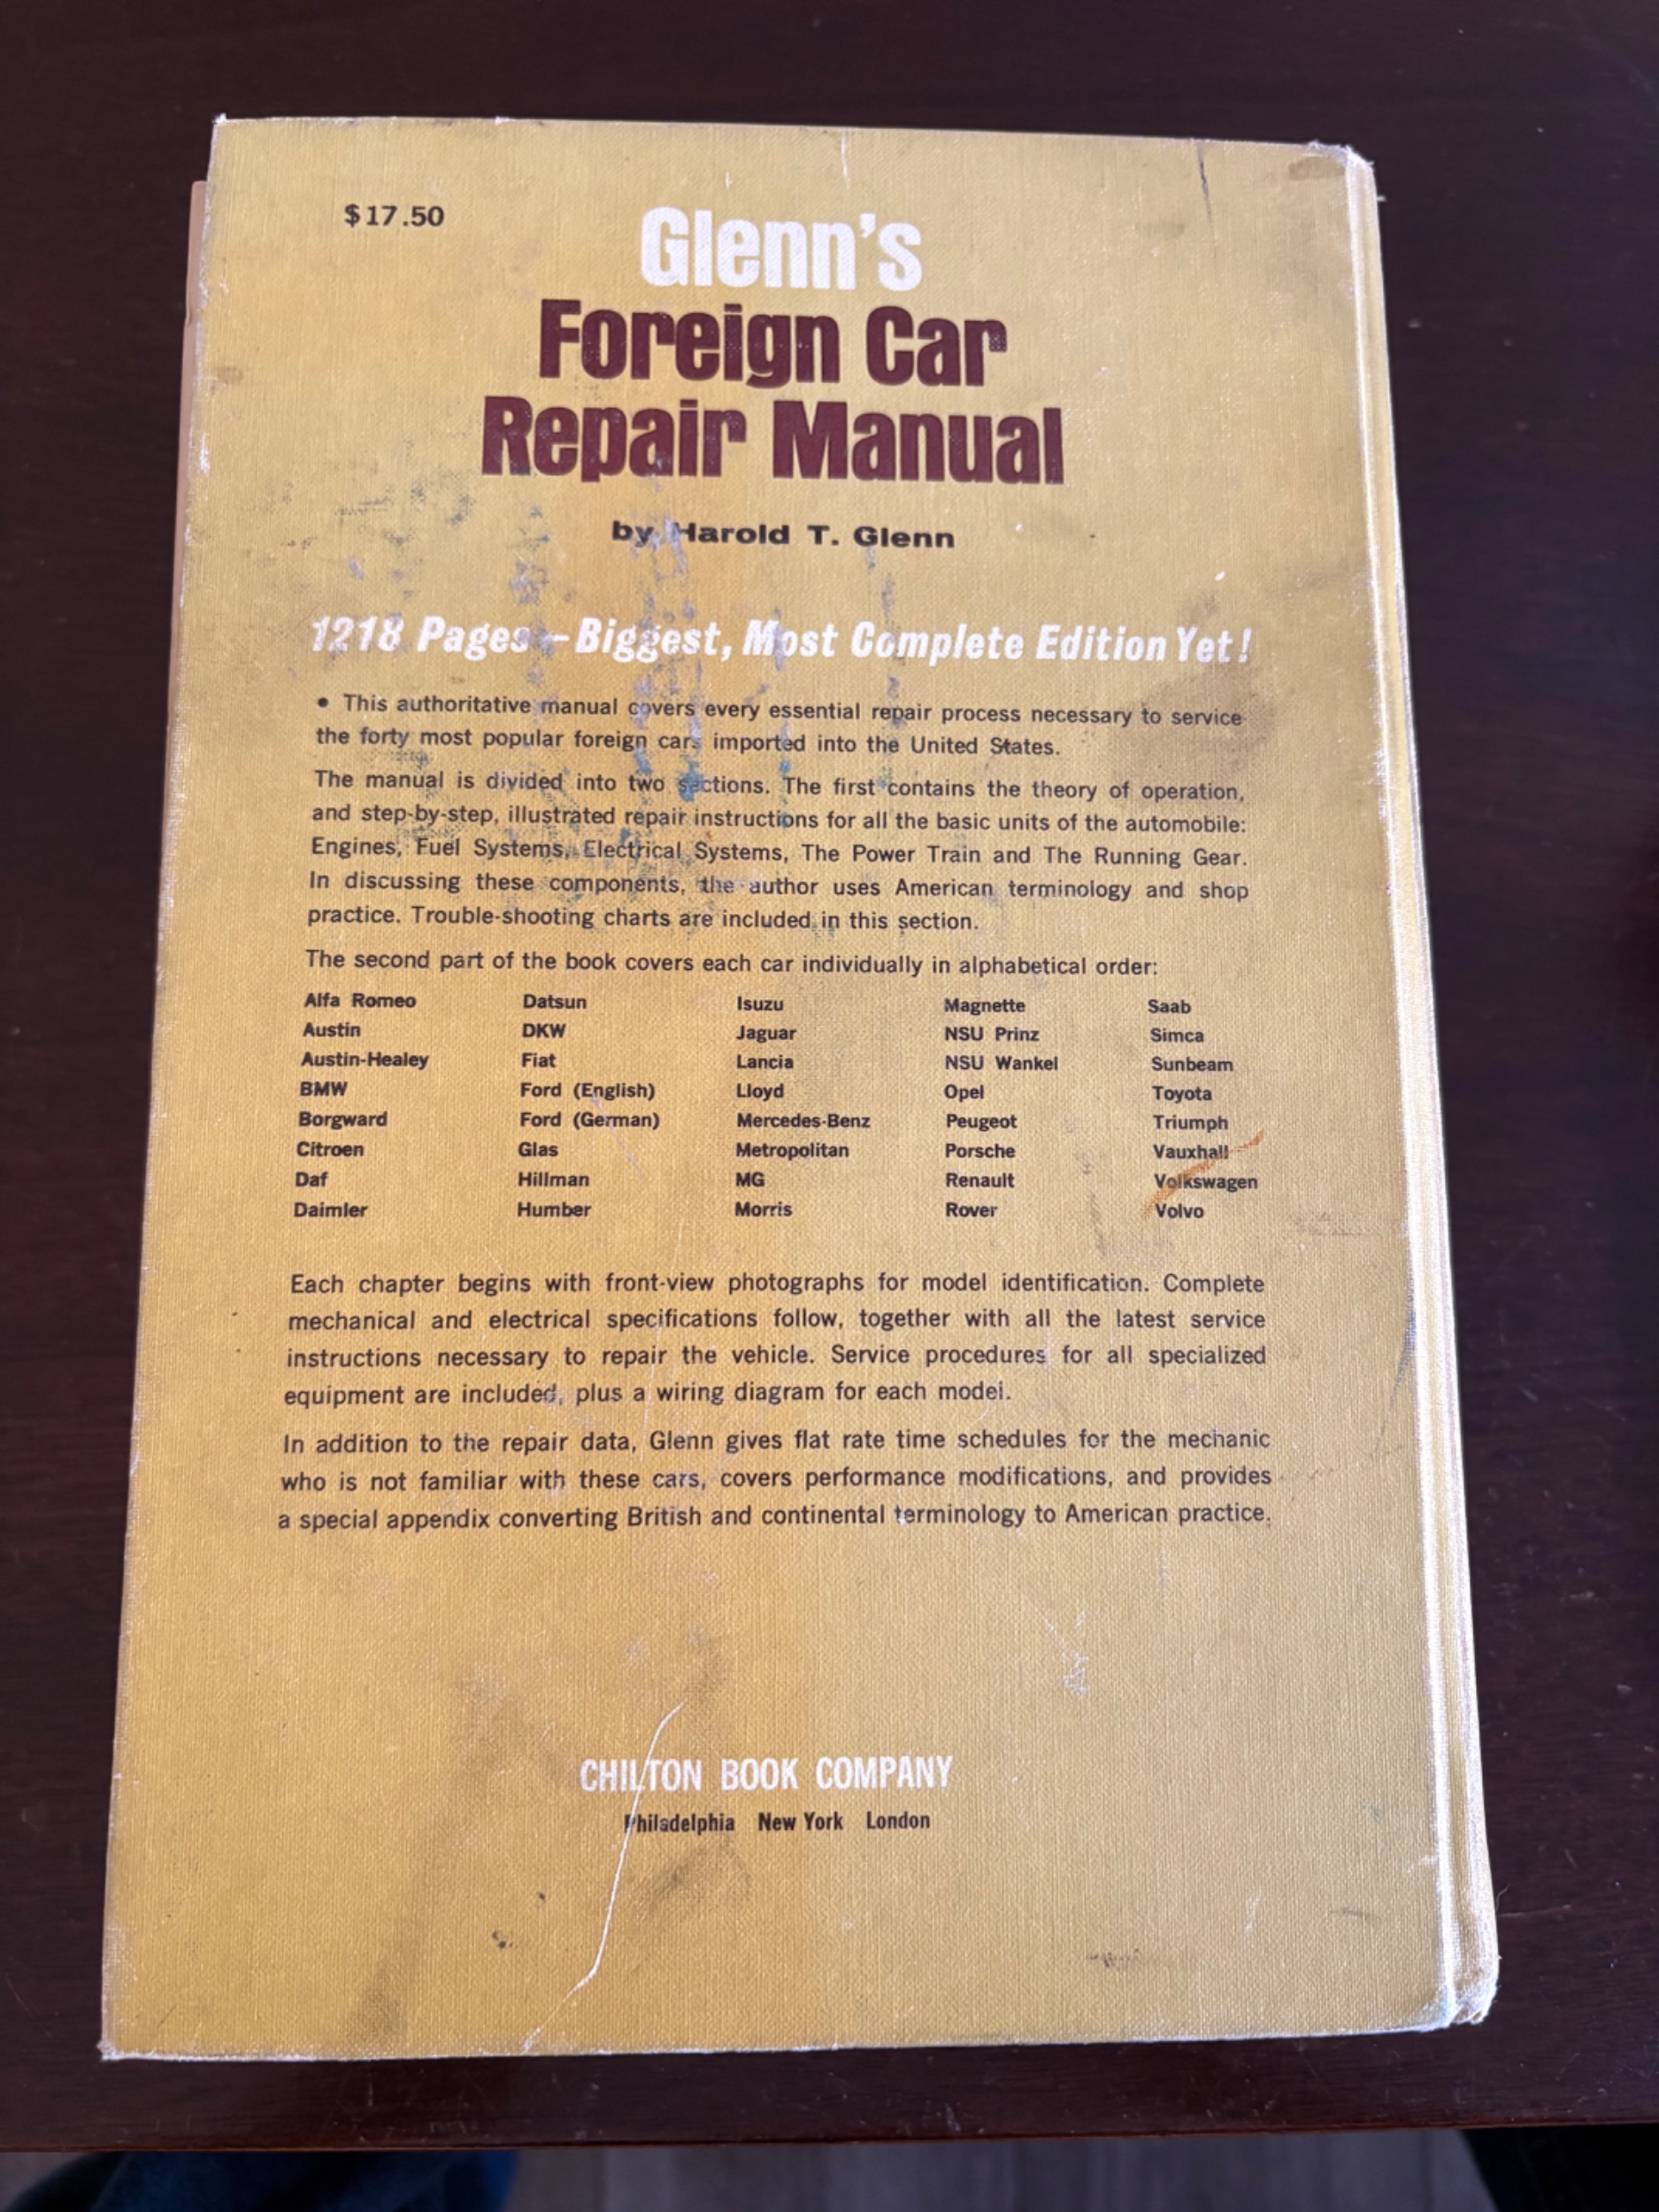 $17.50
Glenn's
Foreign Car
Repair Manual
by Harold T. Glenn
1218 Pages – Biggest, Most Complete Edition Yet!
• This authoritative manual covers every essential repair process necessary to service
the forty most popular foreign cars imported into the United States.
The manual is divided into two sections. The first contains the theory of operation,
and step-by-step, illustrated repair instructions for all the basic units of the automobile:
Engines, Fuel Systems, Electrical Systems, The Power Train and The Running Gear.
In discussing these components, the author uses American terminology and shop
practice. Trouble-shooting charts are included in this section.
The second part of the book covers each car individually in alphabetical order:
Alfa Romeo
Austin
Austin-Healey
BMW
Borgward
Citroen
Daf
Daimler
Datsun
DKW
Fiat
Ford (English)
Ford (German)
Glas
Hillman
Humber
Isuzu
Jaguar
Lancia
Lloyd
Mercedes-Benz
Metropolitan
MG
Morris
Magnette
NSU Prinz
NSU Wankel
Opel
Peugeot
Porsche
Renault
Rover
Saab
Simca
Sunbeam
Toyota
Triumph
Vauxhall
Volkswagen
Volvo
Each chapter begins with front-view photographs for model identification. Complete
mechanical and electrical specifications follow, together with all the latest service
instructions necessary to repair the vehicle. Service procedures for all specialized
equipment are included, plus a wiring diagram for each model.
In addition to the repair data, Glenn gives flat rate time schedules for the mechanic
who is not familiar with these cars, covers performance modifications, and provides
a special appendix converting British and continental terminology to American practice.
CHILTON BOOK COMPANY
Philadelphia New York London